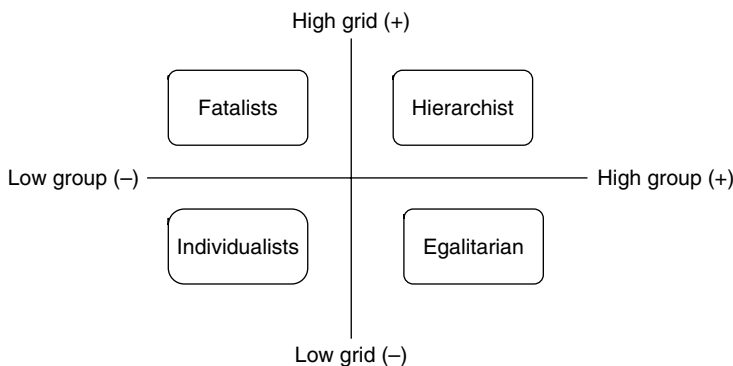 High grid (+)
Fatalists
Hierarchist
Low group (–)
High group (+)
Individualists
Egalitarian
Low grid (–)